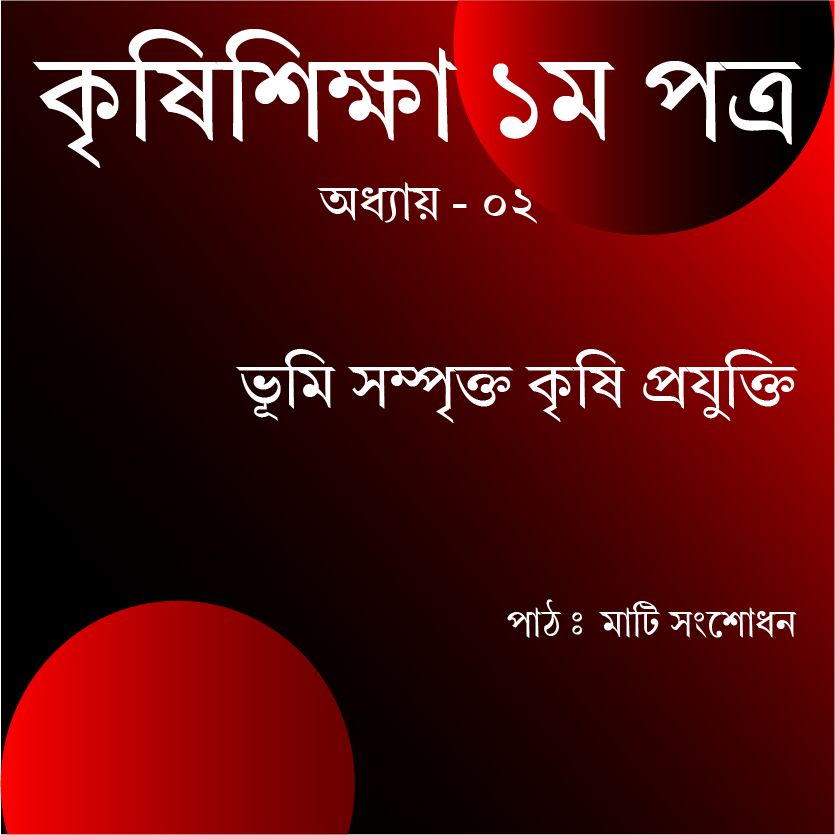 কৃষিশিক্ষা ১ম পত্র
অধ্যায় - ০২
ভূমি সম্পৃক্ত কৃষি প্রযুক্তি
পাঠ ঃ মাটি সংশোধন